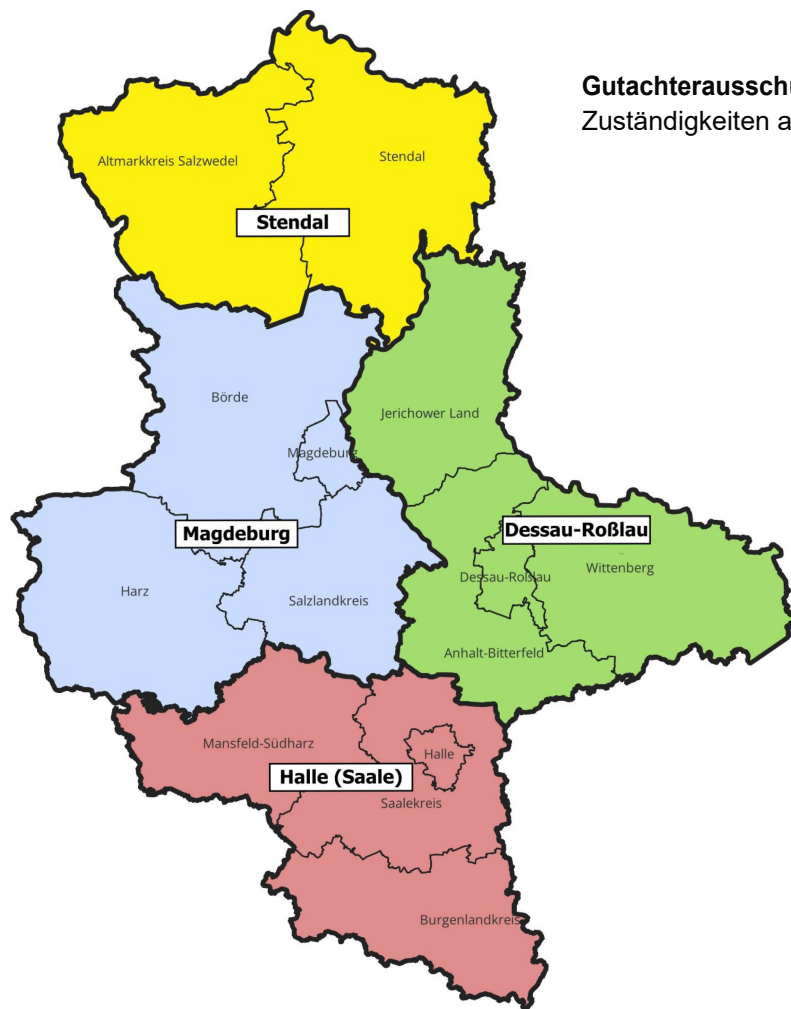 Gutachterausschu
Zuständigkeiten a
Altmarkkreis Salzwedel
Stendal
Stendal
Börde
Jerichower Land
Magdeburg
Magdeburg
Dessau-Roßlau
Harz
Salzlandkreis
Dessau-Roßlau
Wittenberg
Anhalt-Bitterfeld
Mansfeld-Südharz
Halle
Halle (Saale)
Saalekreis
Burgenlandkreis